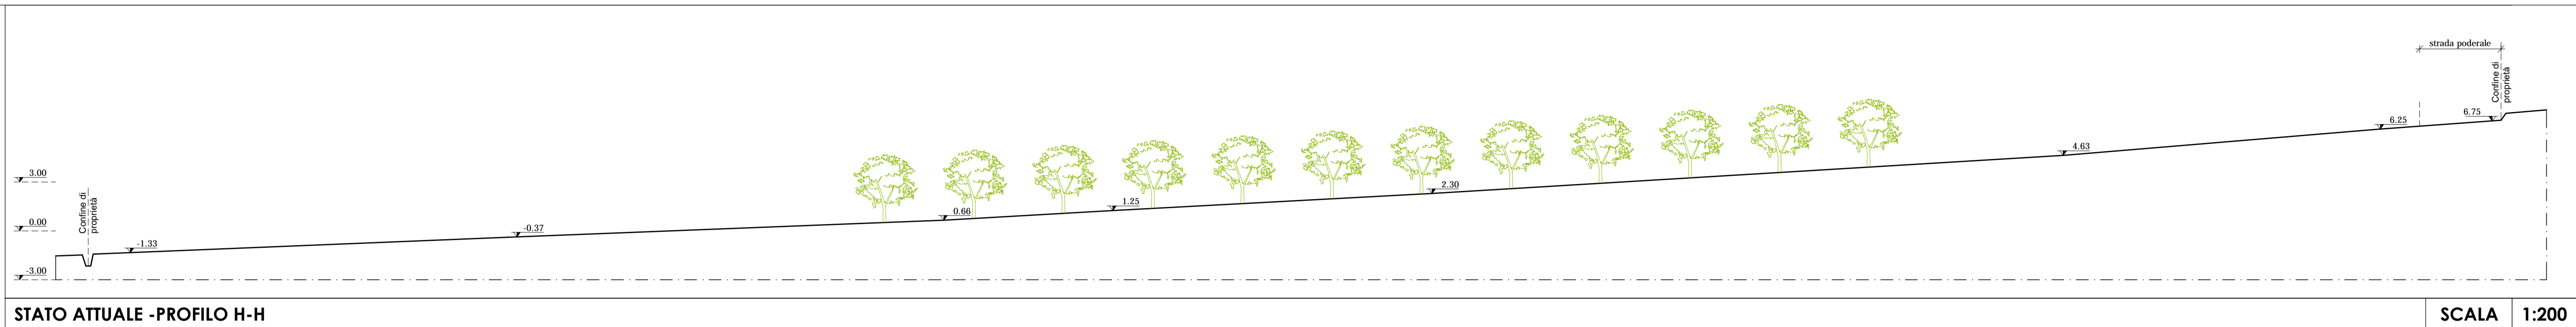 strada poderale
Confine di
proprietà
6.75
6.25
4.63
3.00
2.30
Confine di
proprietà
1.25
0.66
0.00
-0.37
-1.33
-3.00
STATO ATTUALE -PROFILO H-H
SCALA
1:200